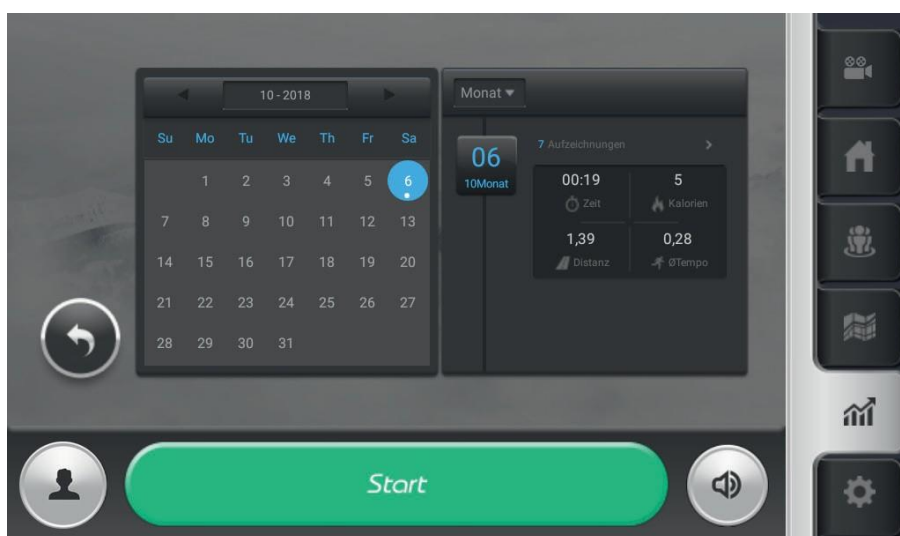 10 - 2018
Su Mo Tu We Th Fr Sa
1 2 3 4 5 6
7 8 9 10 11 12 13
14 15 16 17 18 19 20
21 22 23 24 25 26 27
28 29 30 31
Monat
06
10Monat
7 Aufzeichnungen
00:19 5
Zeit Kalorien
1,39 0,28
Distanz ØTempo
Start